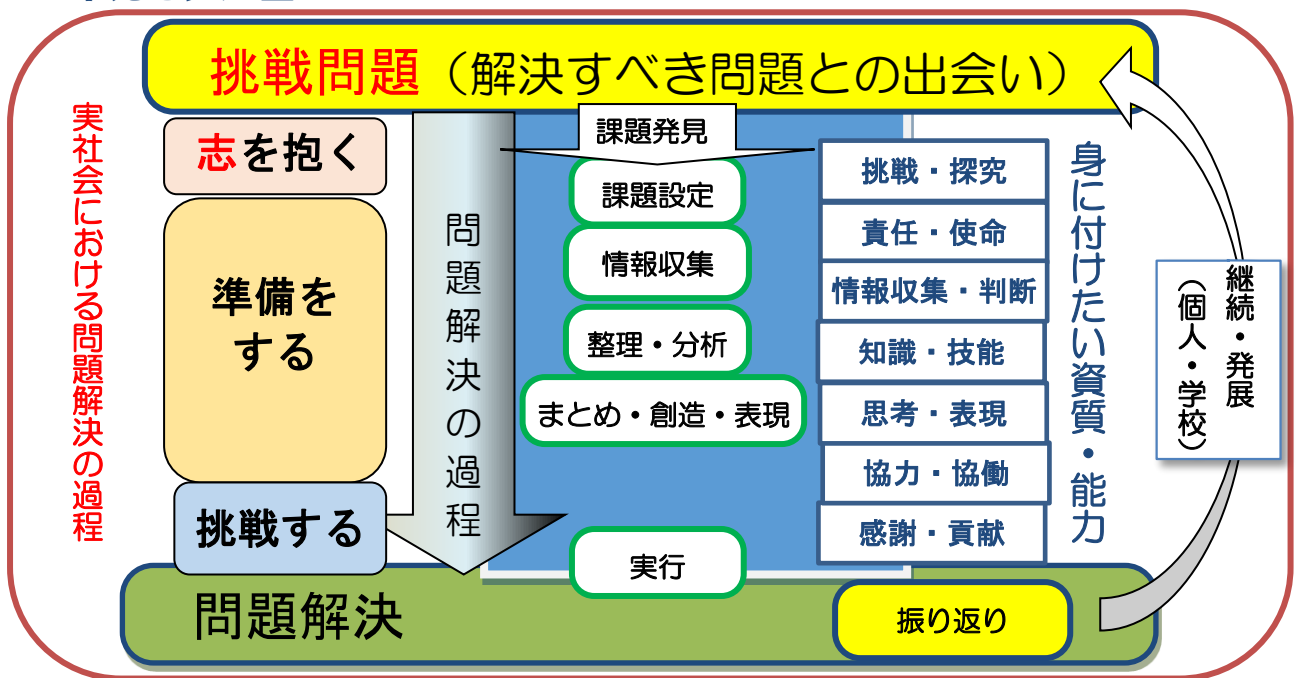 挑戦問題（解決すべき問題との出会い）
実社会における問題解決の過程
志を抱く
準備を
する
挑戦する
問題解決の過程
課題発見
課題設定
情報収集
整理・分析
まとめ・創造・表現
実行
挑戦・探究
責任・使命
情報収集・判断
知識・技能
思考・表現
協力・協働
感謝・貢献
身に付けたい資質・能力
継続・発展
（個人・学校）
問題解決
振り返り